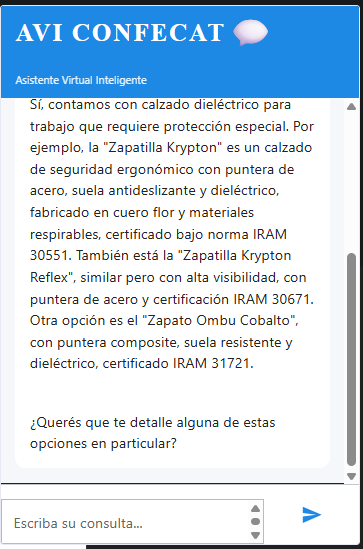 AVI CONFECAT
Asistente Virtual Inteligente
Sí, contamos con calzado dieléctrico para
trabajo que requiere protección especial. Por
ejemplo, la "Zapatilla Krypton" es un calzado
de seguridad ergonómico con puntera de
acero, suela antideslizante y dieléctrico,
fabricado en cuero flor y materiales
respirables, certificado bajo norma IRAM
30551. También está la "Zapatilla Krypton
Reflex", similar pero con alta visibilidad, con
puntera de acero y certificación IRAM 30671.
Otra opción es el "Zapato Ombu Cobalto",
con puntera composite, suela resistente y
dieléctrico, certificado IRAM 31721.
¿Querés que te detalle alguna de estas
opciones en particular?
Escriba su consulta...